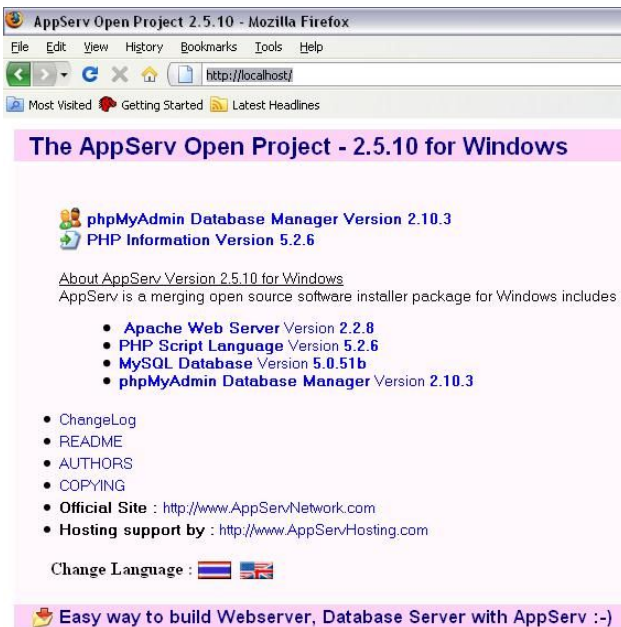 AppServ Open Project 2.5.10 - Mozilla Firefox
File Edit View History Bookmarks Tools Help
http://localhost/
Most Visited Getting Started Latest Headlines
The AppServ Open Project - 2.5.10 for Windows
phpMyAdmin Database Manager Version 2.10.3
PHP Information Version 5.2.6
About AppServ Version 2.5.10 for Windows
AppServ is a merging open source software installer package for Windows includes
• Apache Web Server Version 2.2.8
• PHP Script Language Version 5.2.6
• MySQL Database Version 5.0.51b
• phpMyAdmin Database Manager Version 2.10.3
• ChangeLog
• README
• AUTHORS
• COPYING
• Official Site : http://www.AppServNetwork.com
• Hosting support by : http://www.AppServHosting.com
Change Language :
Easy way to build Webserver, Database Server with AppServ :-)